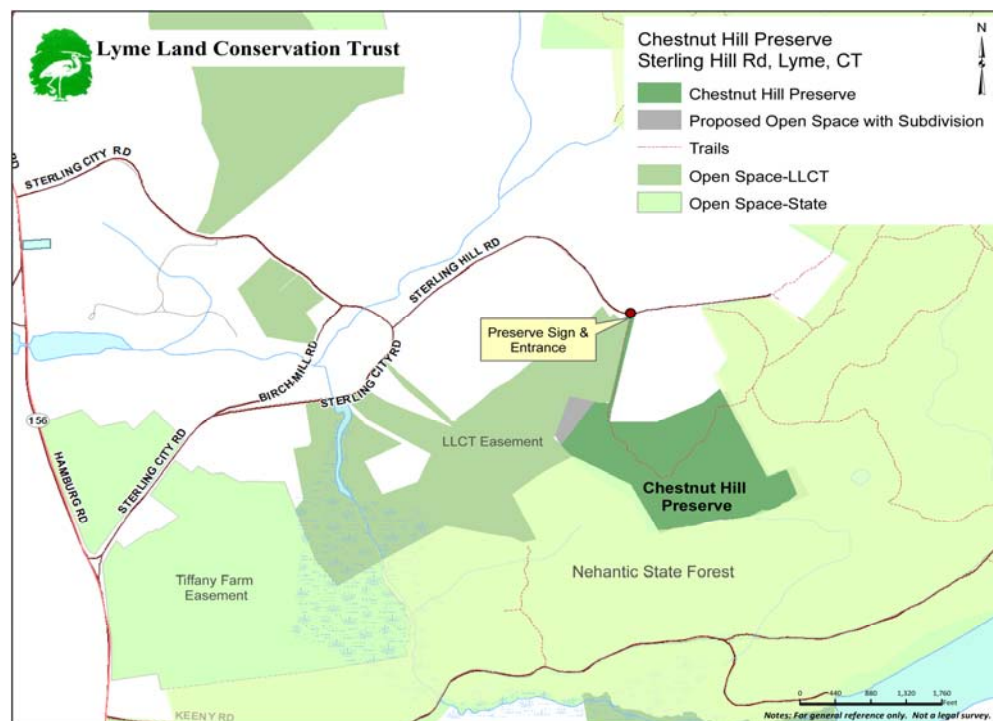 Lyme Land Conservation Trust
Chestnut Hill Preserve
Sterling Hill Rd, Lyme, CT
N
Chestnut Hill Preserve
Proposed Open Space with Subdivision
Trails
Open Space-LLCT
Open Space-State
RD
STERLING CITY RD
STERLING HILL RD
Preserve Sign &
Entrance
BIRCH-MILL RD
STERLING CITY RD
156
HAMBURG RD
STERLING CITY RD
LLCT Easement
Chestnut Hill
Preserve
Tiffany Farm
Easement
Nehantic State Forest
KEENY RD
0 440 880 1,320 1,760
Feet
Notes: For general reference only. Not a legal survey.